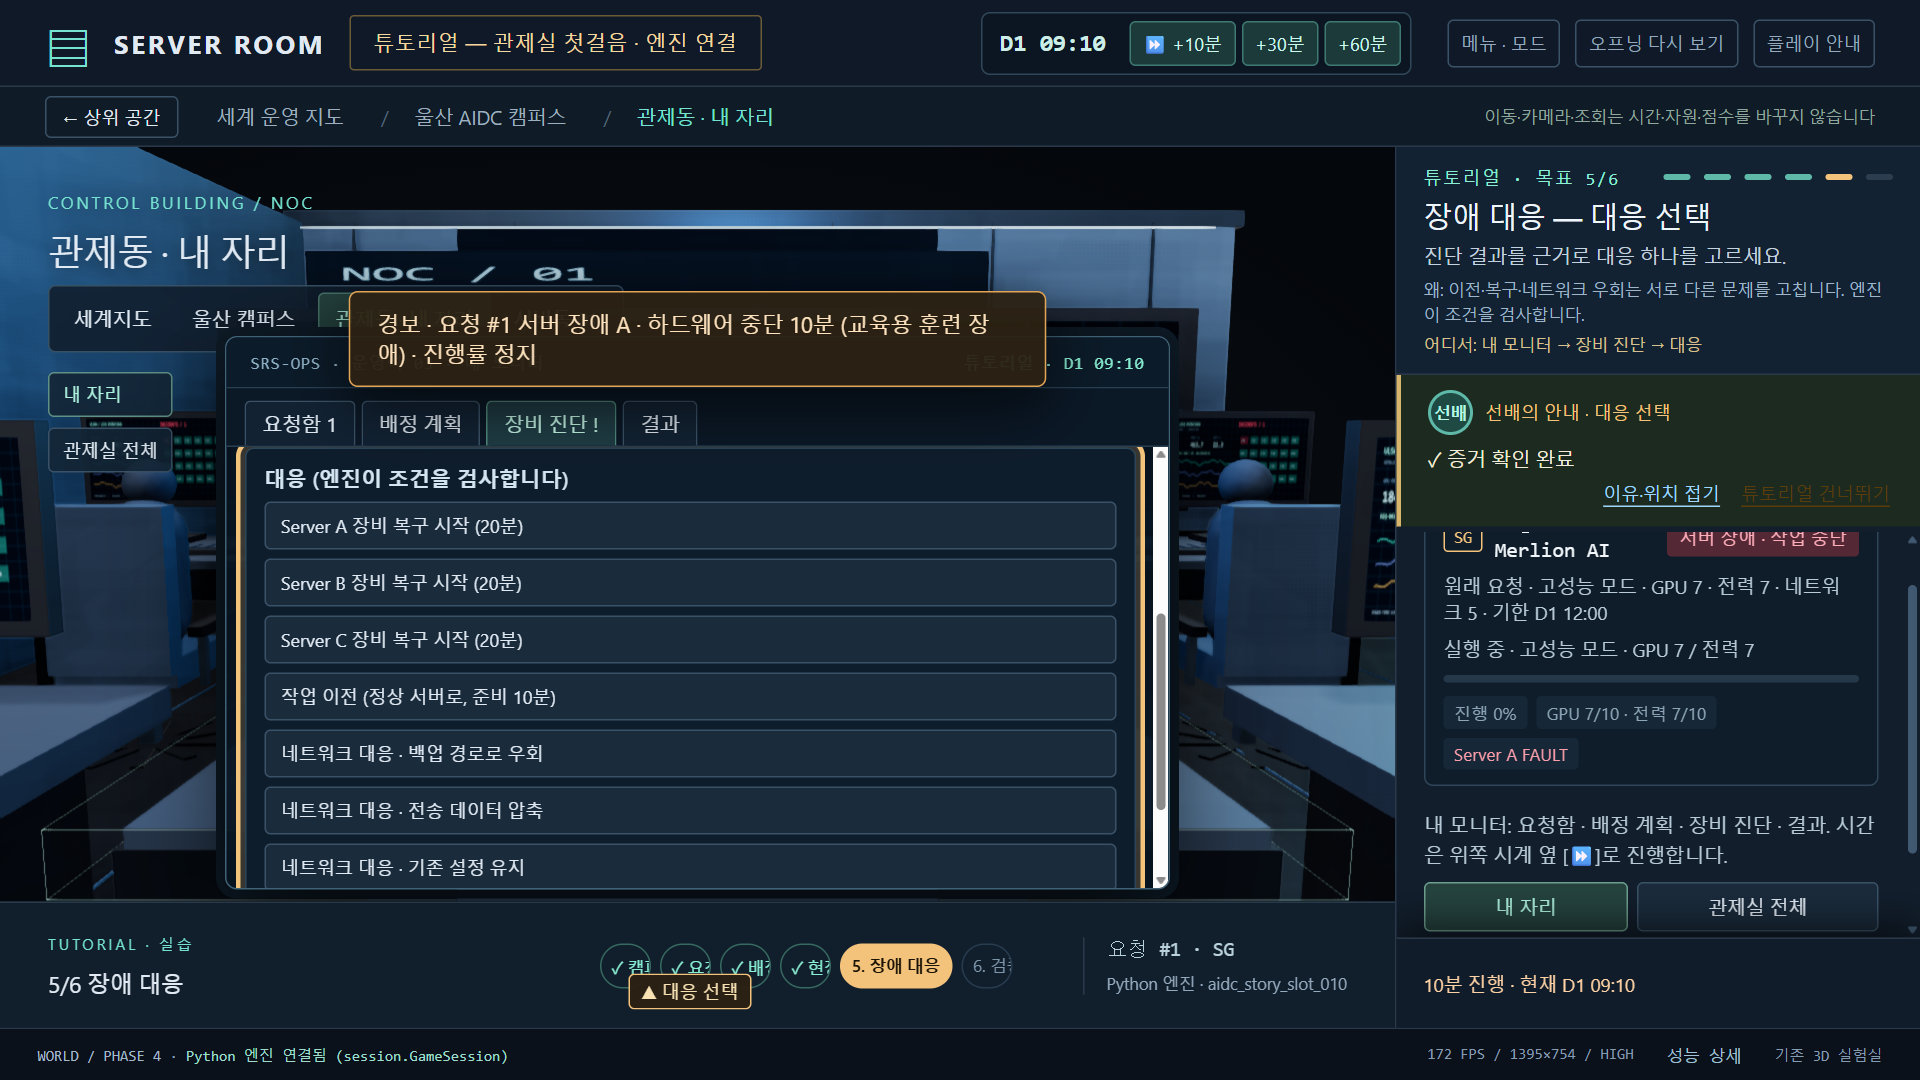 SERVER ROOM
튜토리얼 — 관제실 첫걸음 · 엔진 연결
D1 09:10
⏩ +10분
+30분
+60분
메뉴 · 모드
오프닝 다시 보기
플레이 안내
← 상위 공간
세계 운영 지도 / 울산 AIDC 캠퍼스 / 관제동 · 내 자리
이동·카메라·조회는 시간·자원·점수를 바꾸지 않습니다
CONTROL BUILDING / NOC
관제동 · 내 자리
NOC / 01
세계지도
울산 캠퍼스
내 자리
관제실 전체
경보 · 요청 #1 서버 장애 A · 하드웨어 중단 10분 (교육용 훈련 장
애) · 진행률 정지
SRS-OPS ·
튜토리얼 · D1 09:10
요청함 1
배정 계획
장비 진단 !
결과
대응 (엔진이 조건을 검사합니다)
Server A 장비 복구 시작 (20분)
Server B 장비 복구 시작 (20분)
Server C 장비 복구 시작 (20분)
작업 이전 (정상 서버로, 준비 10분)
네트워크 대응 · 백업 경로로 우회
네트워크 대응 · 전송 데이터 압축
네트워크 대응 · 기존 설정 유지
튜토리얼 · 목표 5/6
장애 대응 — 대응 선택
진단 결과를 근거로 대응 하나를 고르세요.
왜: 이전·복구·네트워크 우회는 서로 다른 문제를 고칩니다. 엔진
이 조건을 검사합니다.
어디서: 내 모니터 → 장비 진단 → 대응
선배
선배의 안내 · 대응 선택
✓ 증거 확인 완료
이유·위치 접기
튜토리얼 건너뛰기
SG
Merlion AI
서버 장애 · 작업 중단
원래 요청 · 고성능 모드 · GPU 7 · 전력 7 · 네트워
크 5 · 기한 D1 12:00
실행 중 · 고성능 모드 · GPU 7 / 전력 7
진행 0%
GPU 7/10 · 전력 7/10
Server A FAULT
내 모니터: 요청함 · 배정 계획 · 장비 진단 · 결과. 시간
은 위쪽 시계 옆 [⏩]로 진행합니다.
내 자리
관제실 전체
TUTORIAL · 실습
5/6 장애 대응
5. 장애 대응
▲ 대응 선택
요청 #1 · SG
Python 엔진 · aidc_story_slot_010
10분 진행 · 현재 D1 09:10
WORLD / PHASE 4 · Python 엔진 연결됨 (session.GameSession)
172 FPS / 1395×754 / HIGH
성능 상세
기존 3D 실험실